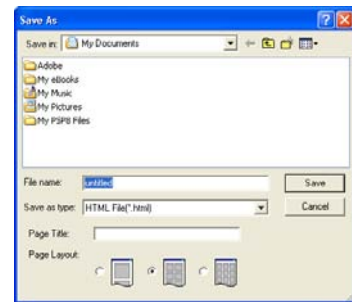 Save As
Save in: My Documents
Adobe
My eBooks
My Music
My Pictures
My PSP8 Files
File name: untitled Save
Save as type: HTML File(*.html) Cancel
Page Title:
Page Layout: